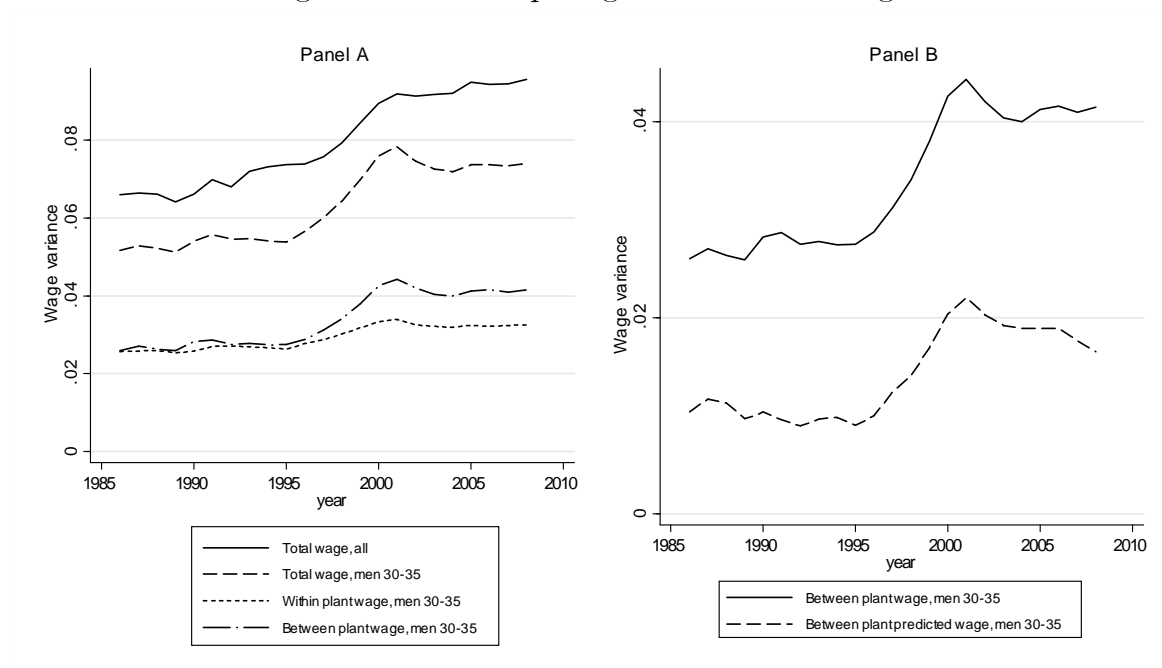 Panel A
Wage variance
.08
.06
.04
.02
0
1985 1990 1995 2000 2005 2010
year
Total wage, all
Total wage, men 30-35
Within plant wage, men 30-35
Between plant wage, men 30-35
Panel B
Wage variance
.04
.02
0
1985 1990 1995 2000 2005 2010
year
Between plant wage, men 30-35
Between plant predicted wage, men 30-35